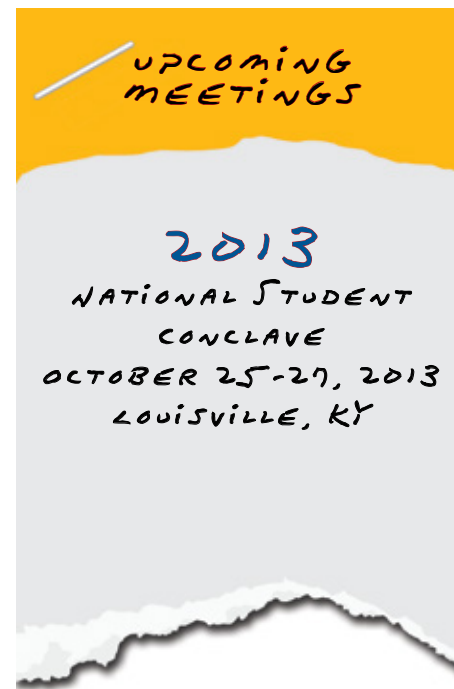 UPCOMiNG
MEETiNGS
2013
NATiONAL STUDENT
CONCLAVE
OCTOBER 25-27, 2013
LOUiSViLLE, KY